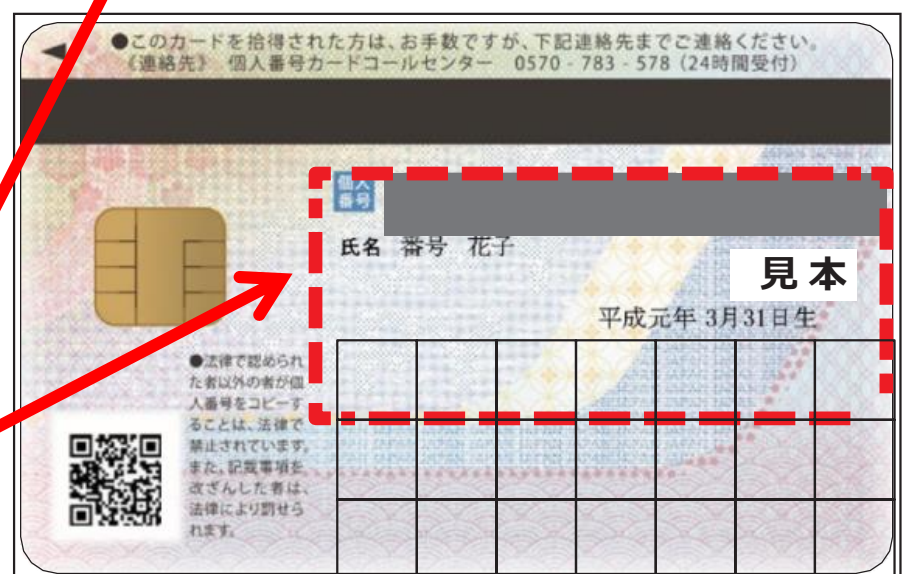 ●このカードを拾得された方は、お手数ですが、下記連絡先までご連絡ください。
《連絡先》 個人番号カードコールセンター 0570-783-578（24時間受付）
個人
番号
氏名 番号 花子
見本
平成元年 3月31日生
●法律で認められ
た者以外の者が個
人番号をコピーす
ることは、法律で
禁止されています。
また、記載事項を
改ざんした者は、
法律により罰せら
れます。